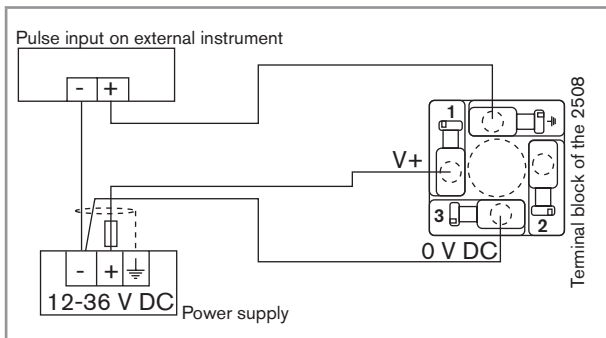 Pulse input on external instrument
- +
1
V+
3
2
0 V DC
Terminal block of the 2508
- +
12-36 V DC
Power supply